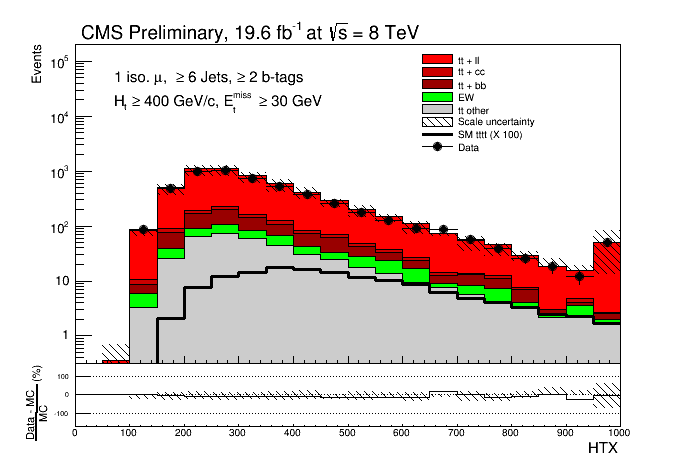 CMS Preliminary, 19.6 fb⁻¹ at √s = 8 TeV
Events
10⁵
10⁴
10³
10²
10
1
1 iso. μ, ≥ 6 Jets, ≥ 2 b-tags
Hₜ ≥ 400 GeV/c, Eₜᵐⁱˢˢ ≥ 30 GeV
tt + ll
tt + cc
tt + bb
EW
tt other
Scale uncertainty
SM tttt (X 100)
Data
Data - MC
MC
(%)
100
0
-100
0 100 200 300 400 500 600 700 800 900 1000
HTX